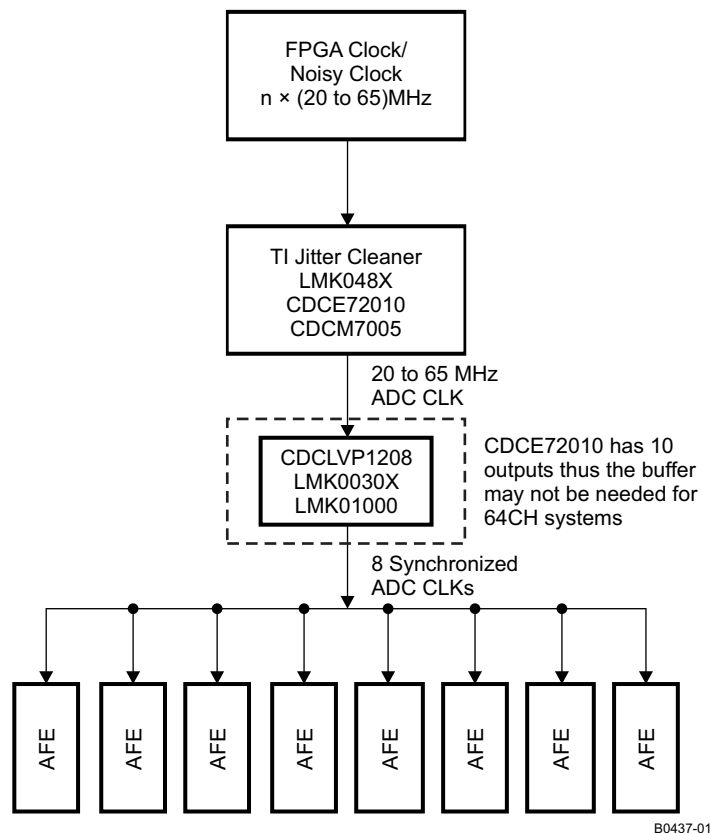 FPGA Clock/
Noisy Clock
n × (20 to 65)MHz
TI Jitter Cleaner
LMK048X
CDCE72010
CDCM7005
20 to 65 MHz
ADC CLK
CDCLVP1208
LMK0030X
LMK01000
CDCE72010 has 10
outputs thus the buffer
may not be needed for
64CH systems
8 Synchronized
ADC CLKs
AFE
AFE
AFE
AFE
AFE
AFE
AFE
AFE
B0437-01